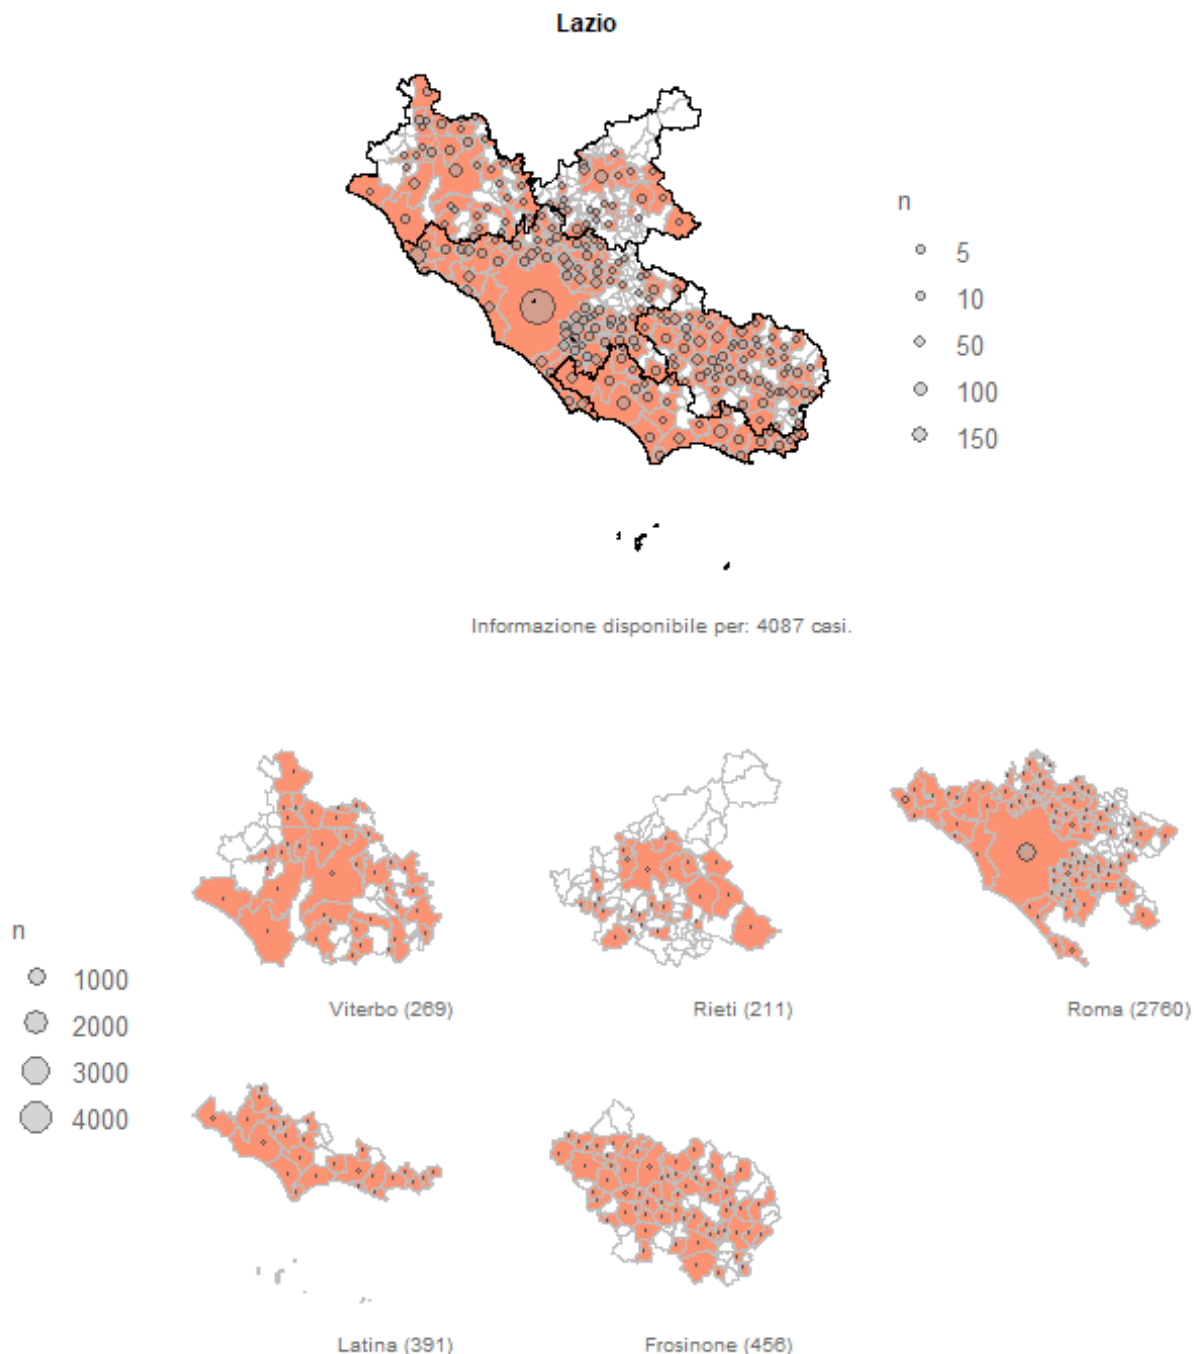 Lazio
n
5
10
50
100
150
Informazione disponibile per: 4087 casi.
Viterbo (269)
Rieti (211)
Roma (2760)
n
1000
2000
3000
4000
Latina (391)
Frosinone (456)